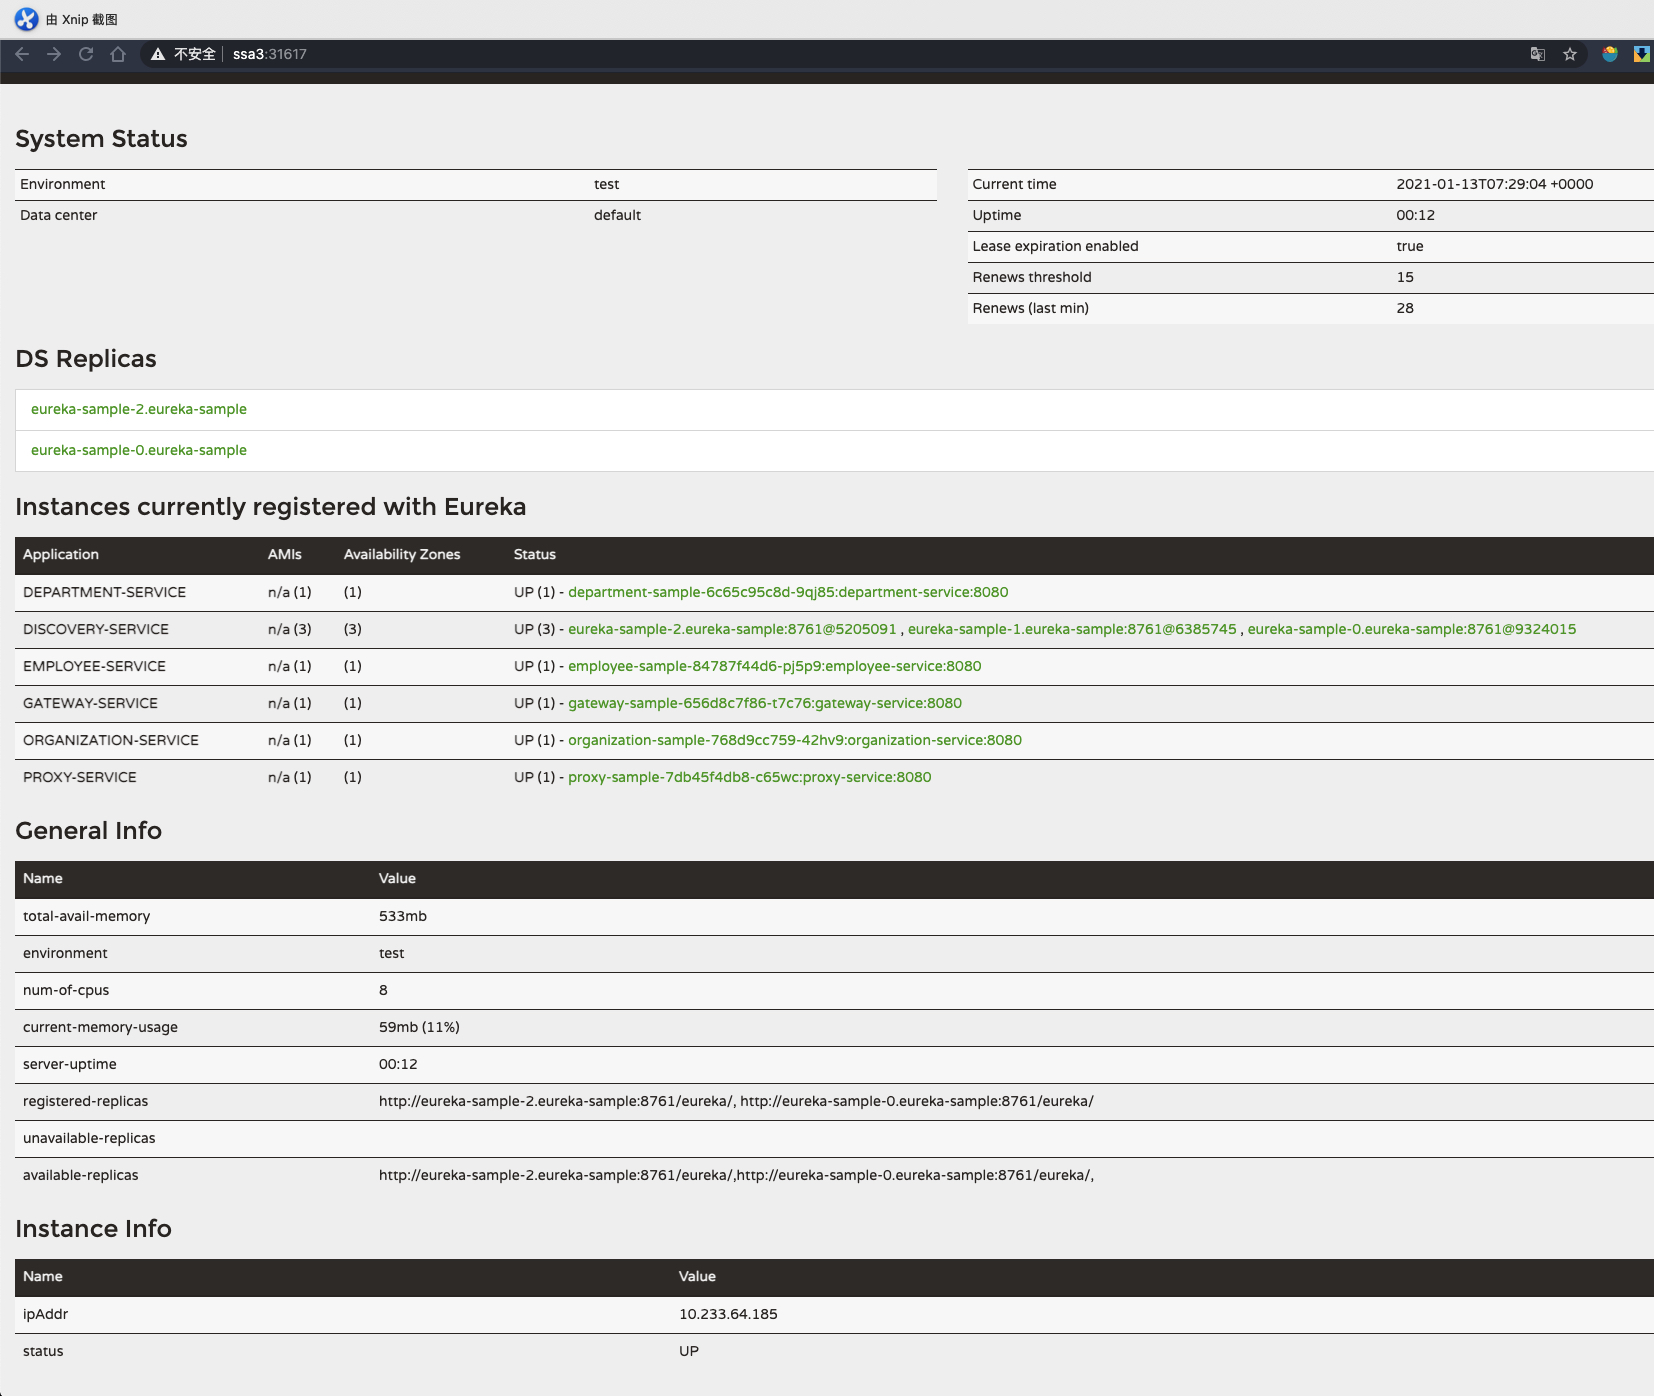 由 Xnip 截图
不安全 ssa3:31617
System Status
Environment test
Data center default
Current time 2021-01-13T07:29:04 +0000
Uptime 00:12
Lease expiration enabled true
Renews threshold 15
Renews (last min) 28
DS Replicas
eureka-sample-2.eureka-sample
eureka-sample-0.eureka-sample
Instances currently registered with Eureka
Application AMIs Availability Zones Status
DEPARTMENT-SERVICE n/a (1) (1) UP (1) - department-sample-6c65c95c8d-9qj85:department-service:8080
DISCOVERY-SERVICE n/a (3) (3) UP (3) - eureka-sample-2.eureka-sample:8761@5205091 , eureka-sample-1.eureka-sample:8761@6385745 , eureka-sample-0.eureka-sample:8761@9324015
EMPLOYEE-SERVICE n/a (1) (1) UP (1) - employee-sample-84787f44d6-pj5p9:employee-service:8080
GATEWAY-SERVICE n/a (1) (1) UP (1) - gateway-sample-656d8c7f86-t7c76:gateway-service:8080
ORGANIZATION-SERVICE n/a (1) (1) UP (1) - organization-sample-768d9cc759-42hv9:organization-service:8080
PROXY-SERVICE n/a (1) (1) UP (1) - proxy-sample-7db45f4db8-c65wc:proxy-service:8080
General Info
Name Value
total-avail-memory 533mb
environment test
num-of-cpus 8
current-memory-usage 59mb (11%)
server-uptime 00:12
registered-replicas http://eureka-sample-2.eureka-sample:8761/eureka/, http://eureka-sample-0.eureka-sample:8761/eureka/
unavailable-replicas
available-replicas http://eureka-sample-2.eureka-sample:8761/eureka/,http://eureka-sample-0.eureka-sample:8761/eureka/,
Instance Info
Name Value
ipAddr 10.233.64.185
status UP